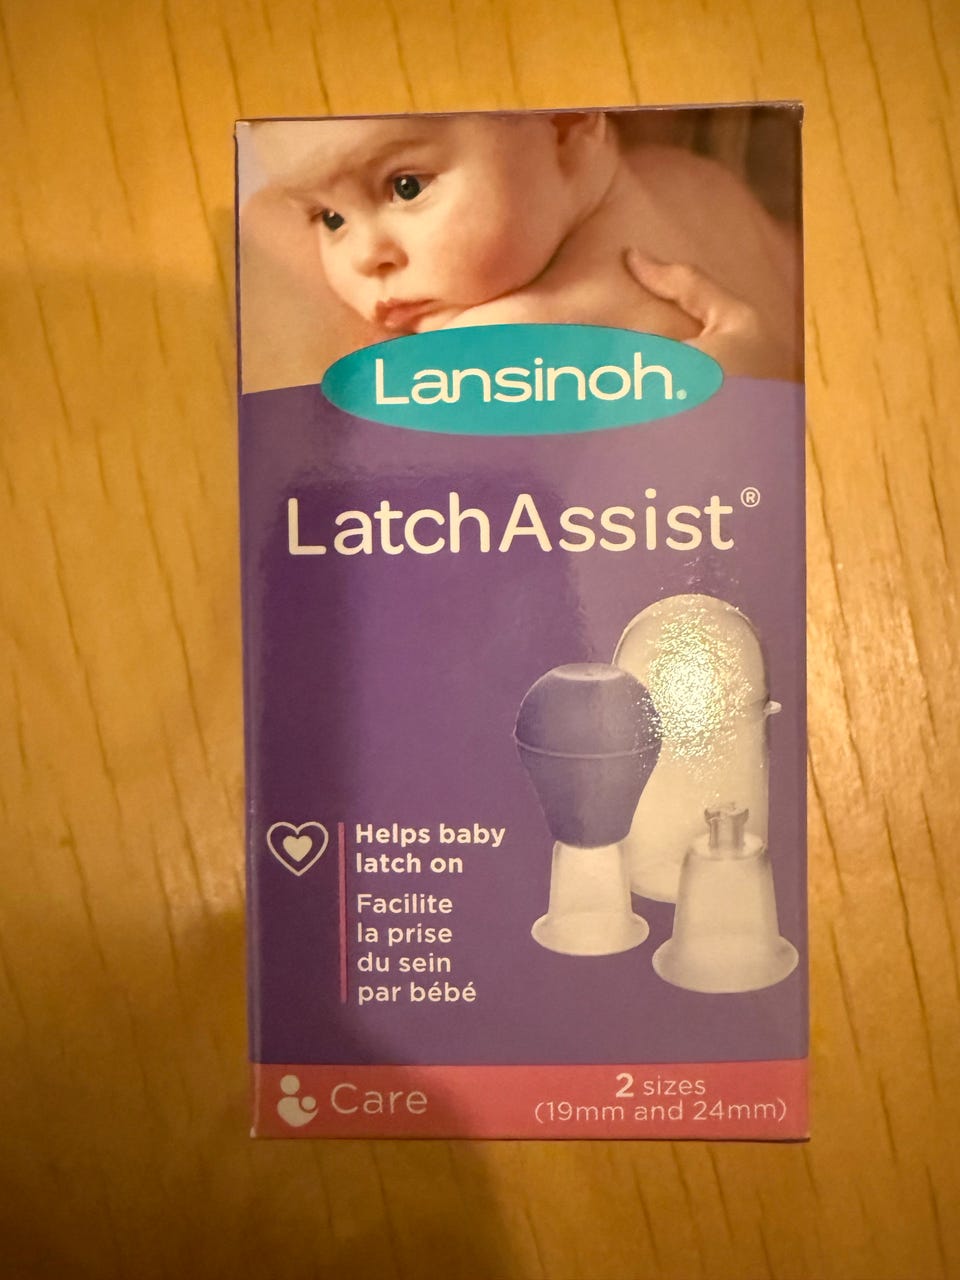 Lansinoh®
LatchAssist®
Helps baby
latch on
Facilite
la prise
du sein
par bébé
Care
2 sizes
(19mm and 24mm)